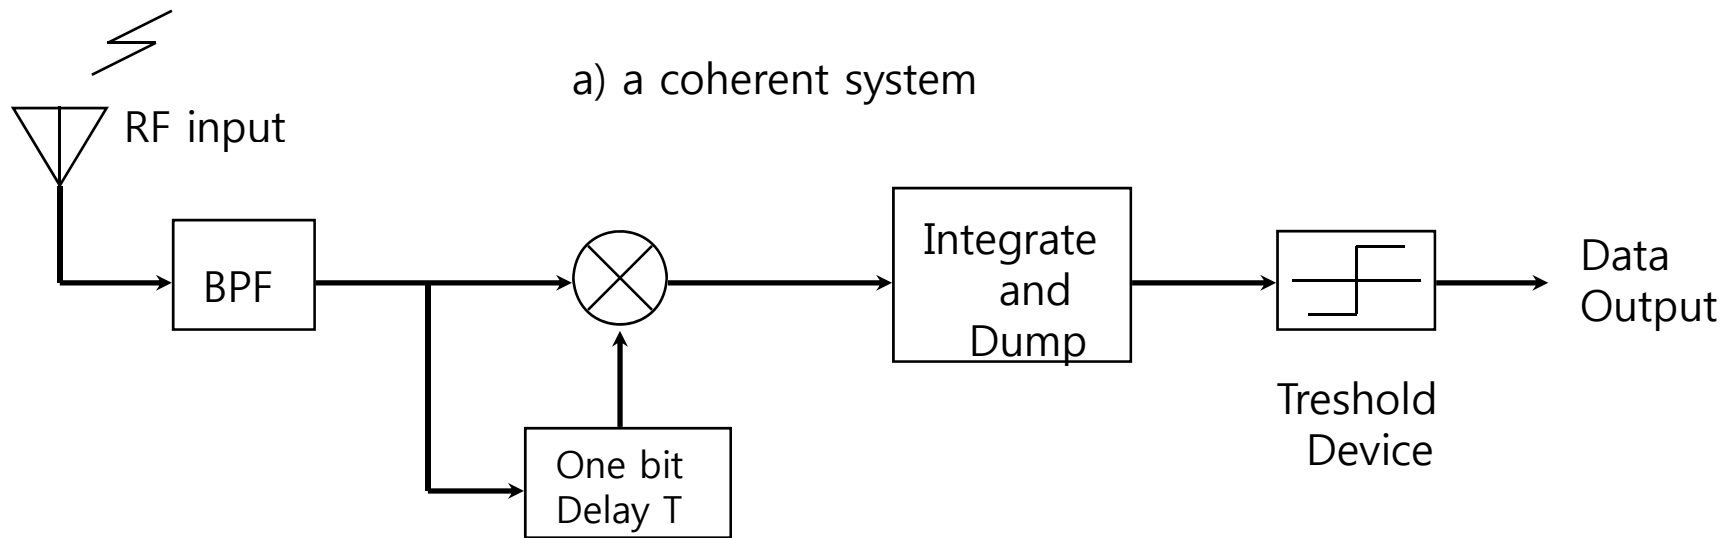 a) a coherent system
RF input
BPF
Integrate
and
Dump
Data
Output
Treshold
Device
One bit
Delay T